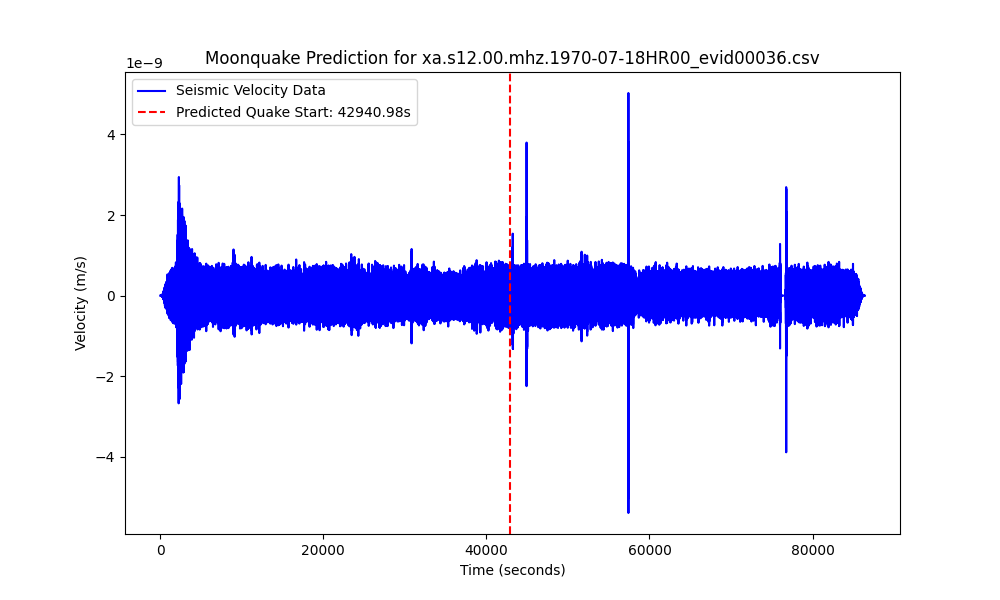 Moonquake Prediction for xa.s12.00.mhz.1970-07-18HR00_evid00036.csv
1e−9
Seismic Velocity Data
Predicted Quake Start: 42940.98s
4
2
0
−2
−4
Velocity (m/s)
0 20000 40000 60000 80000
Time (seconds)